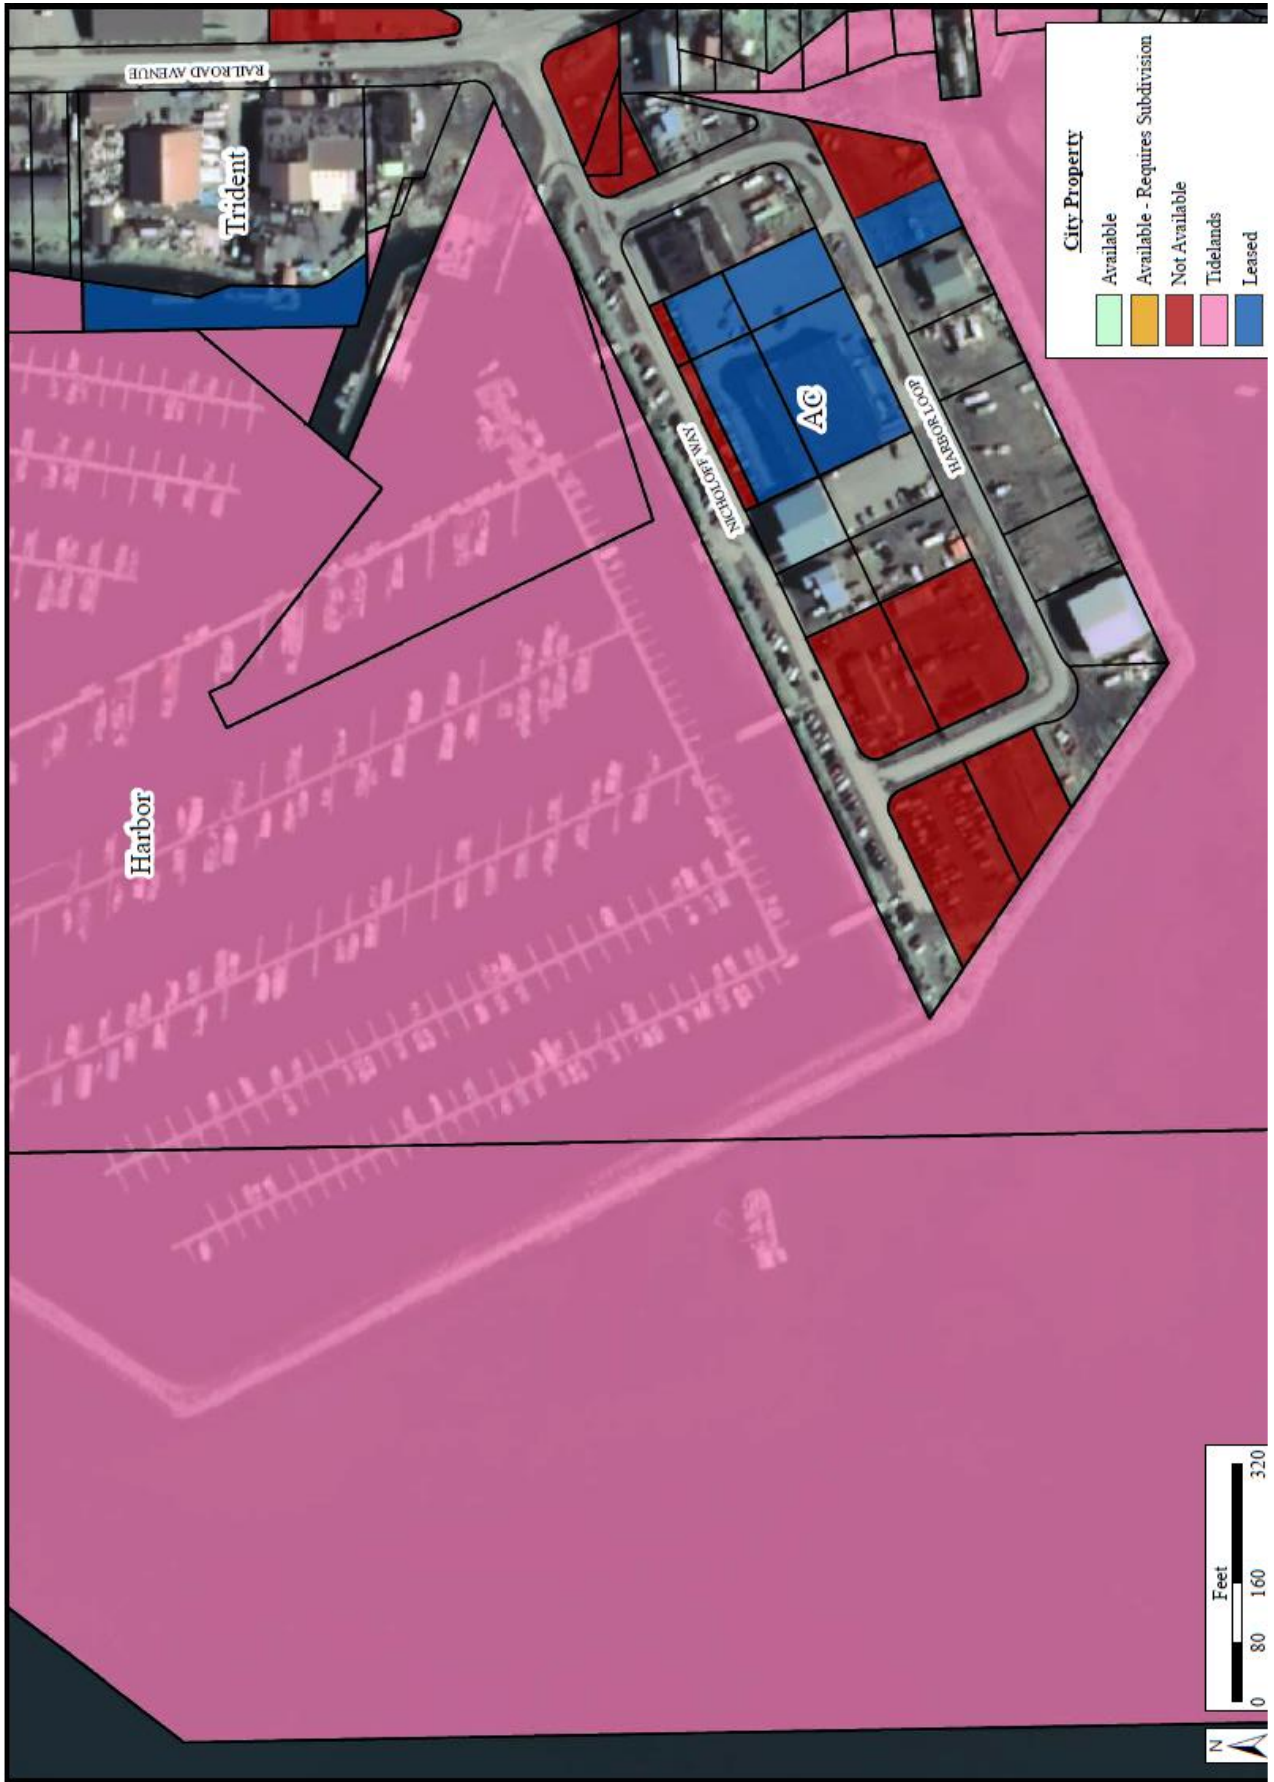 RAILROAD AVENUE
Trident
Harbor
NICHOLOFF WAY
AC
HARBOR LOOP
City Property
Available
Available - Requires Subdivision
Not Available
Tidelands
Leased
Feet
0 80 160 320
N